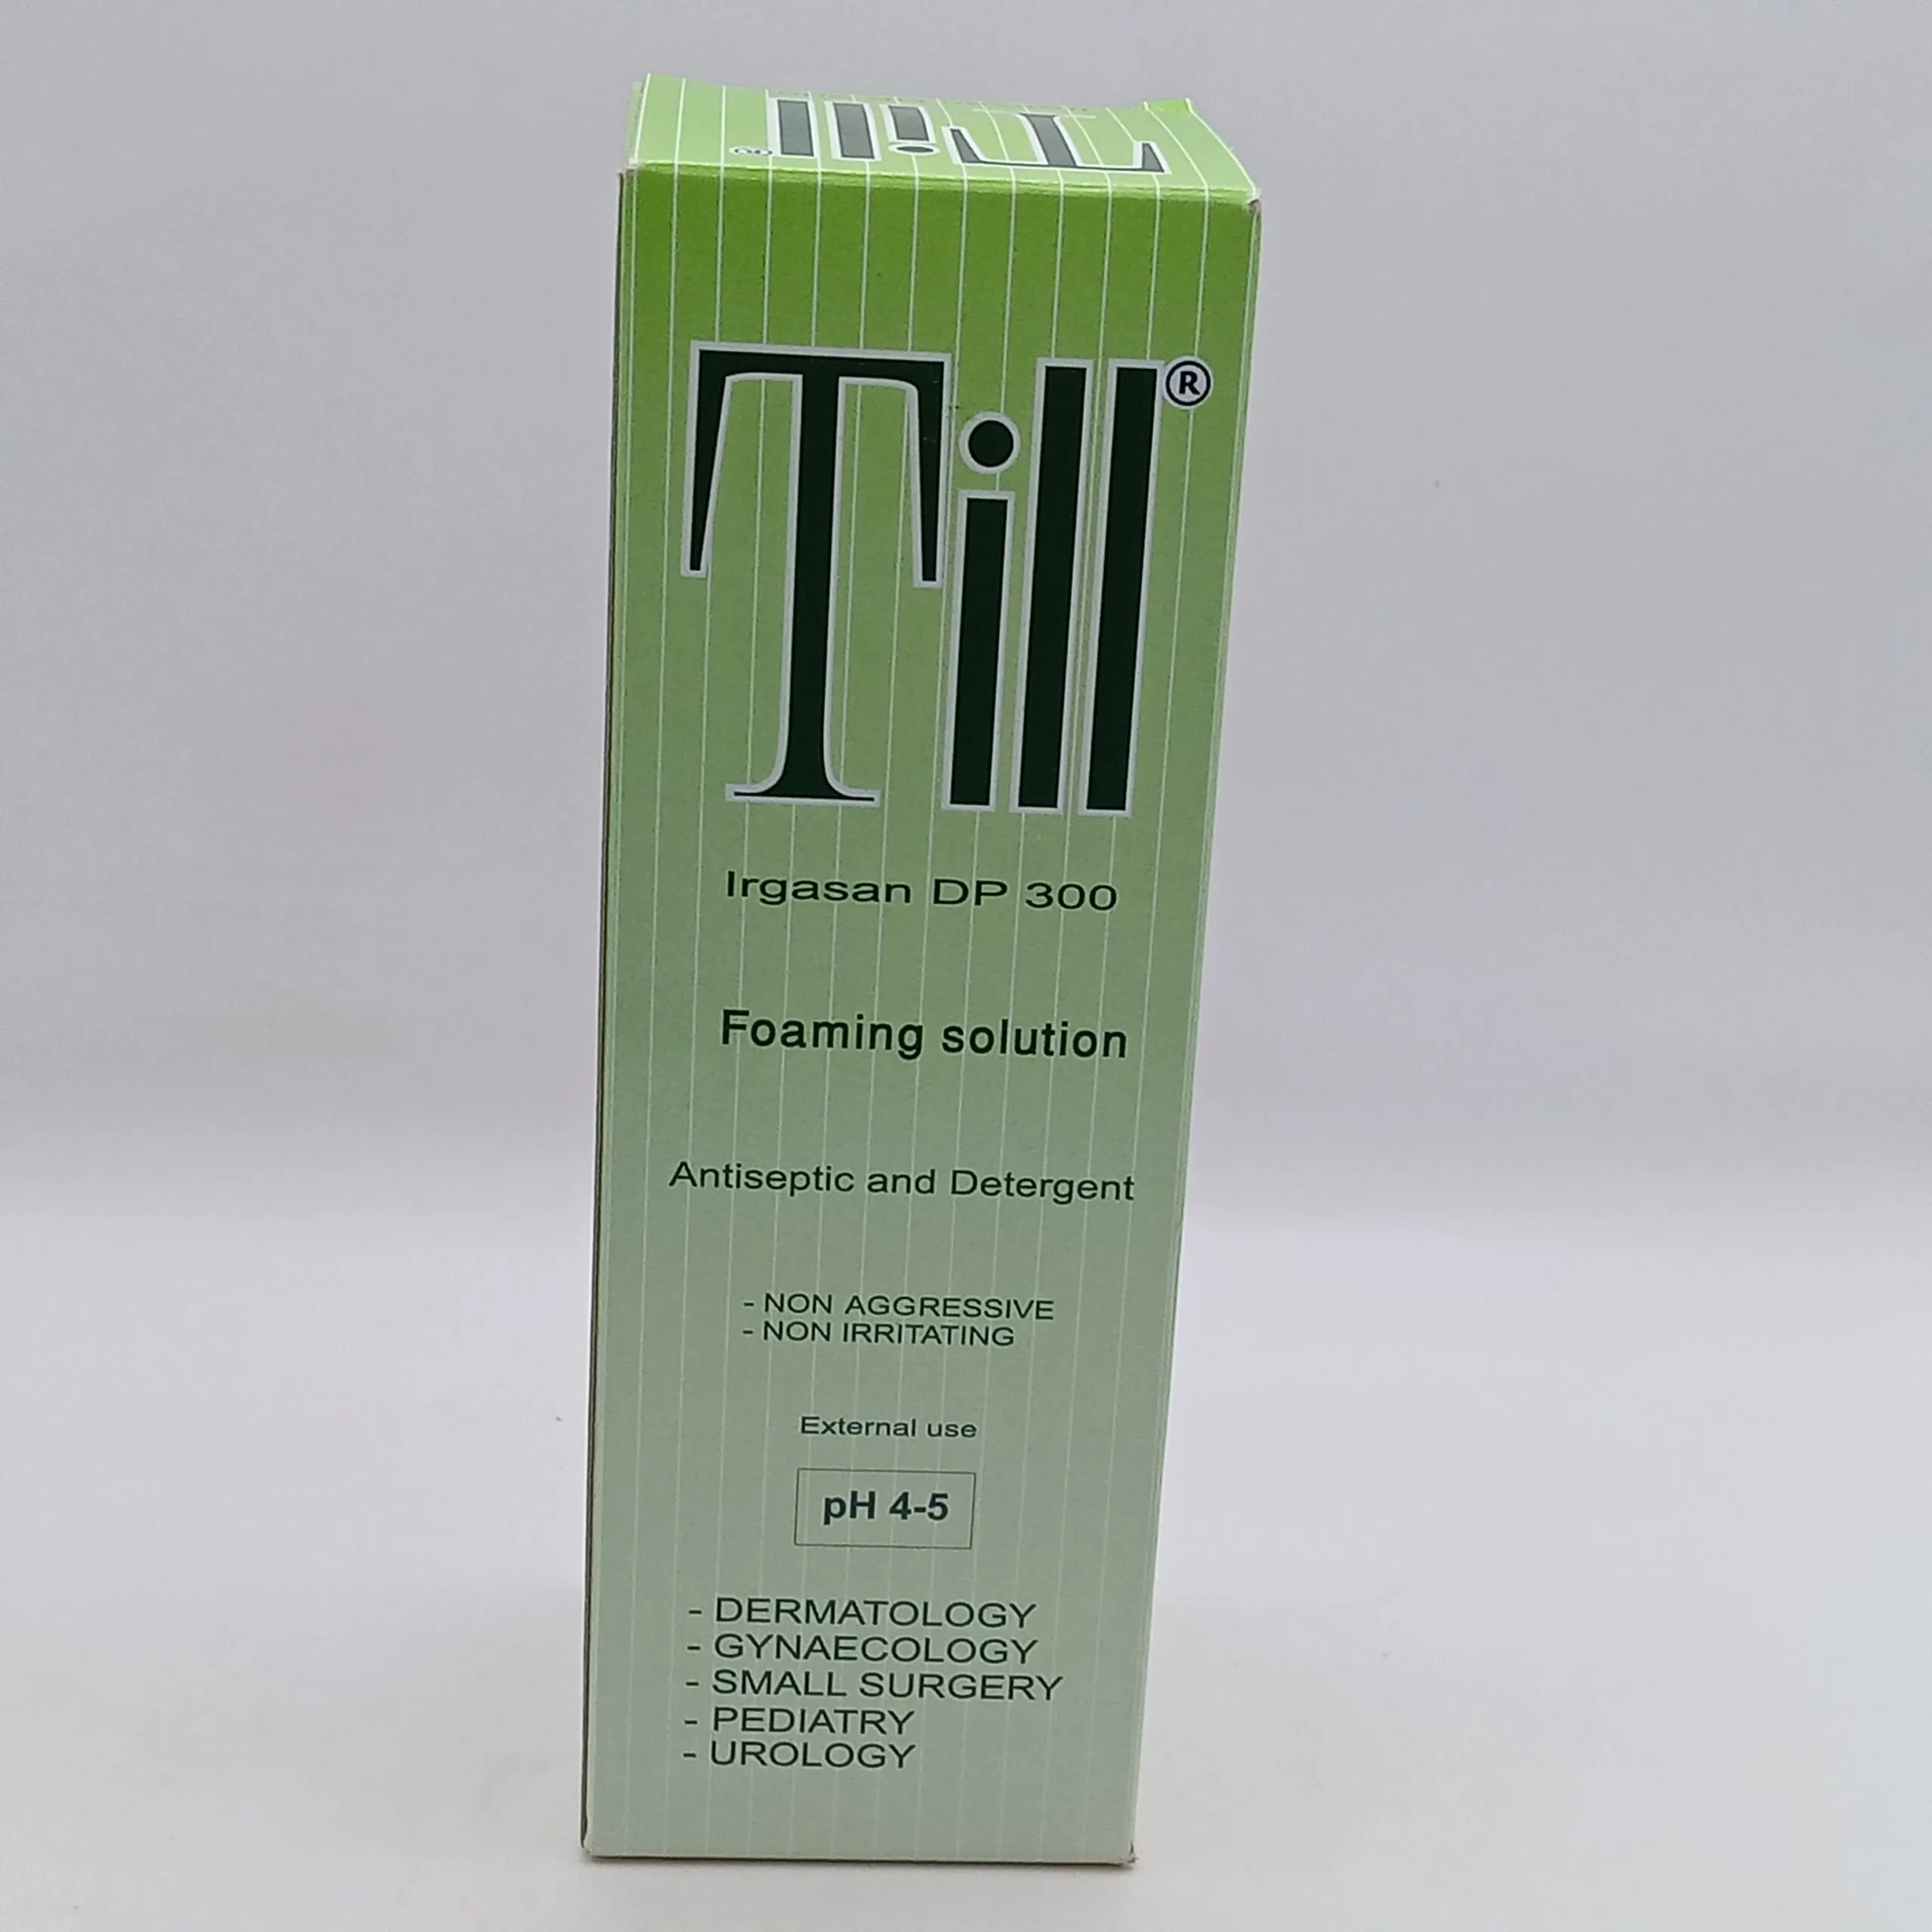 Till®
Till®
Irgasan DP 300
Foaming solution
Antiseptic and Detergent
- NON AGGRESSIVE
- NON IRRITATING
External use
pH 4-5
- DERMATOLOGY
- GYNAECOLOGY
- SMALL SURGERY
- PEDIATRY
- UROLOGY